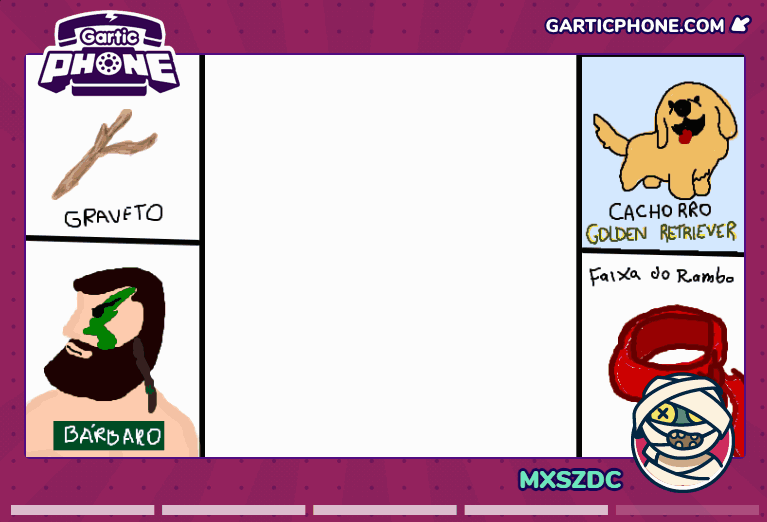 Gartic
PHONE
GARTICPHONE.COM
GRAVETO
BÁRBARO
CACHORRO
GOLDEN RETRIEVER
Faixa do Rambo
MXSZDC